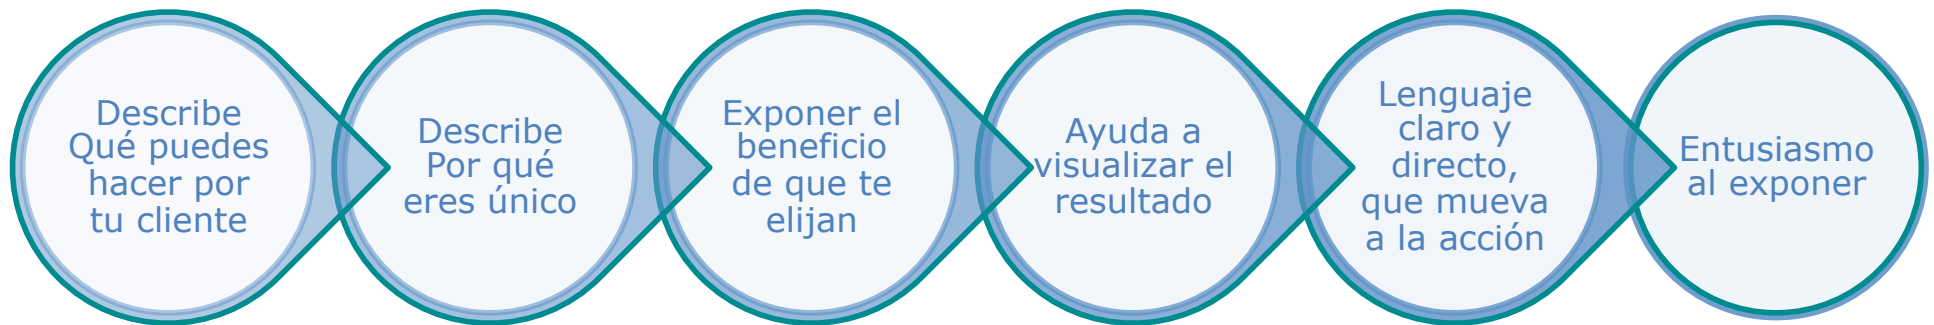 Describe
Qué puedes
hacer por
tu cliente
Describe
Por qué
eres único
Exponer el
beneficio
de que te
elijan
Ayuda a
visualizar el
resultado
Lenguaje
claro y
directo,
que mueva
a la acción
Entusiasmo
al exponer